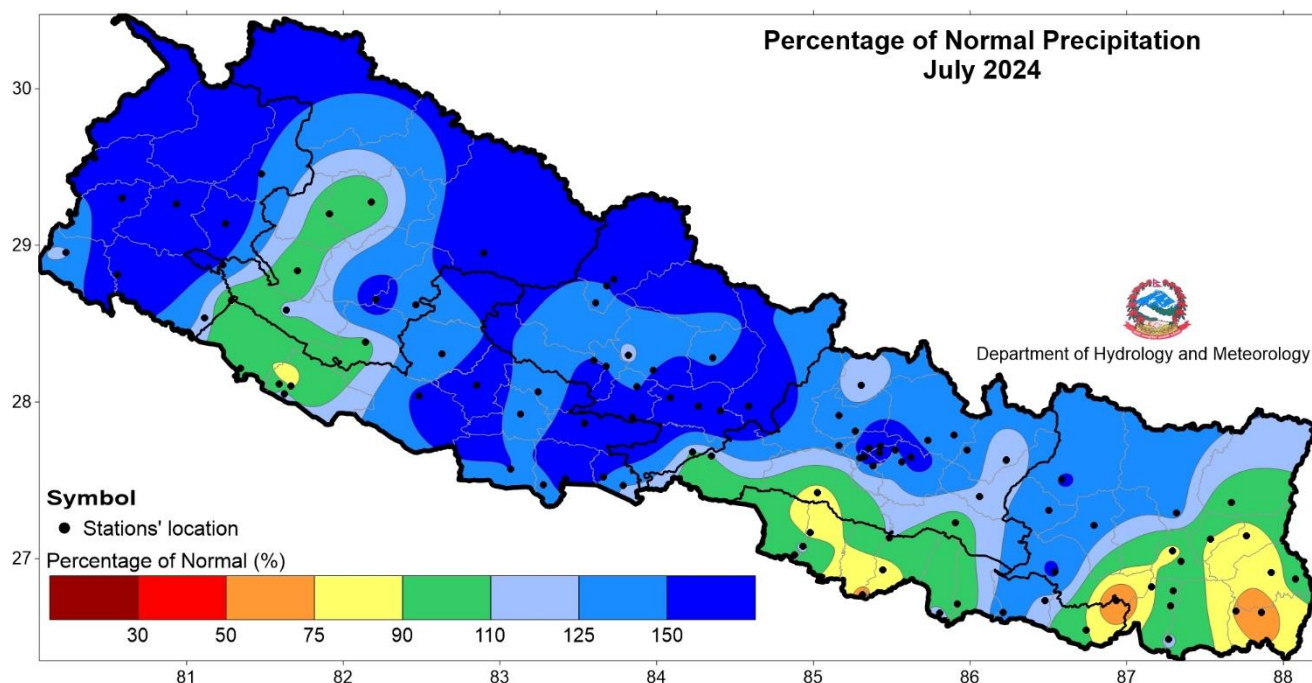 Percentage of Normal Precipitation
July 2024
30
29
28
27
Department of Hydrology and Meteorology
Symbol
Stations' location
Percentage of Normal (%)
30 50 75 90 110 125 150
81 82 83 84 85 86 87 88